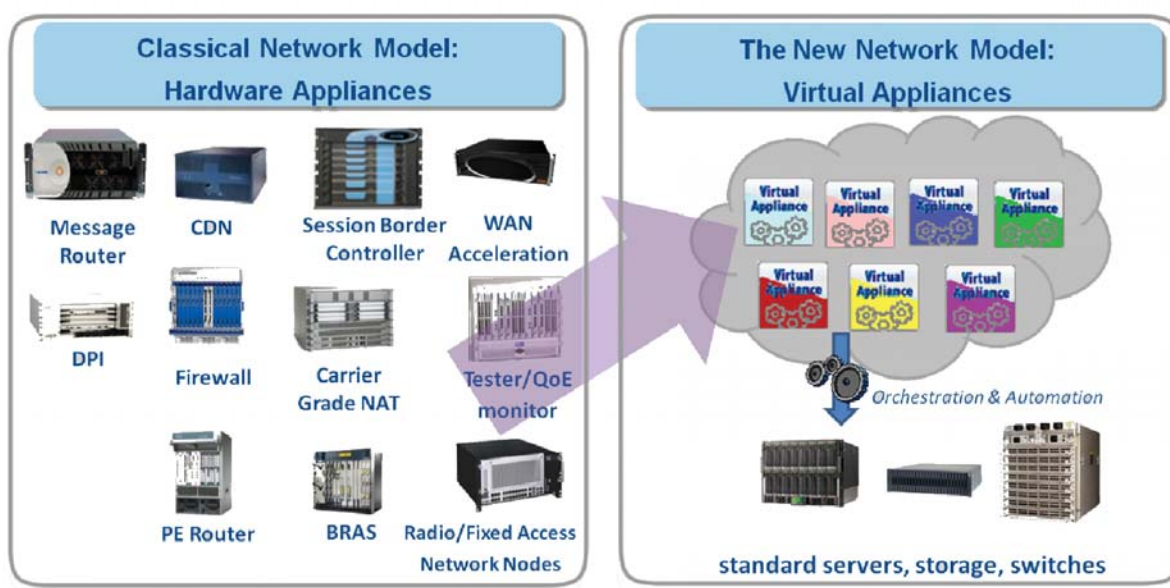 Classical Network Model:
Hardware Appliances
Message
Router
CDN
Session Border
Controller
WAN
Acceleration
DPI
Firewall
Carrier
Grade NAT
Tester/QoE
monitor
PE Router
BRAS
Radio/Fixed Access
Network Nodes
The New Network Model:
Virtual Appliances
Virtual
Appliance
Virtual
Appliance
Virtual
Appliance
Virtual
Appliance
Virtual
Appliance
Virtual
Appliance
Virtual
Appliance
Orchestration & Automation
standard servers, storage, switches